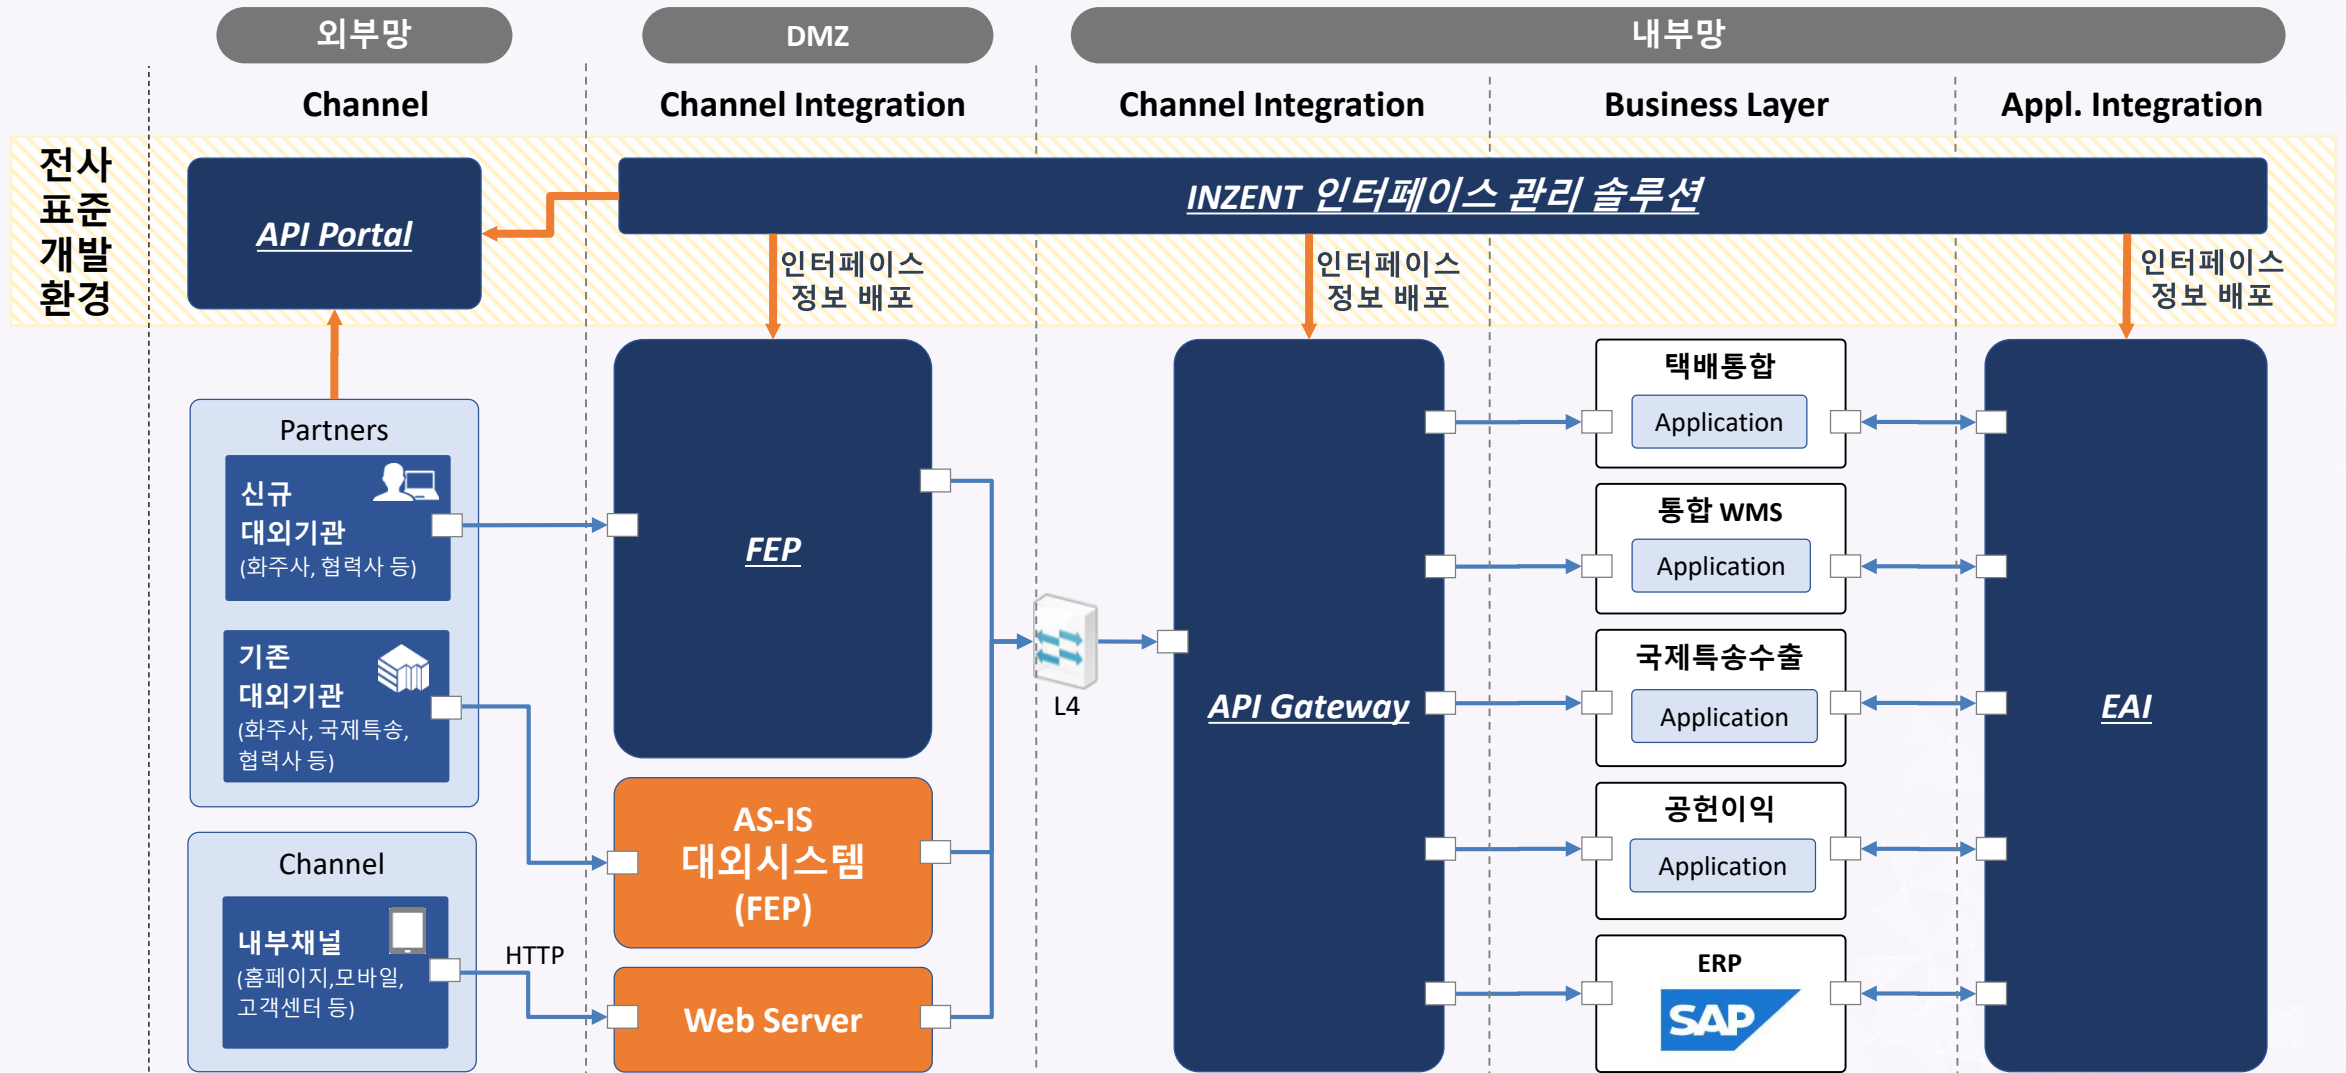 외부망
DMZ
내부망
Channel
Channel Integration
Channel Integration
Business Layer
Appl. Integration
전사
표준
개발
환경
API Portal
INZENT 인터페이스 관리 솔루션
인터페이스
정보 배포
인터페이스
정보 배포
인터페이스
정보 배포
Partners
신규
대외기관
(화주사, 협력사 등)
기존
대외기관
(화주사, 국제특송,
협력사 등)
Channel
내부채널
(홈페이지,모바일,
고객센터 등)
HTTP
FEP
AS-IS
대외시스템
(FEP)
Web Server
L4
API Gateway
택배통합
Application
통합 WMS
Application
국제특송수출
Application
공헌이익
Application
ERP
SAP
EAI